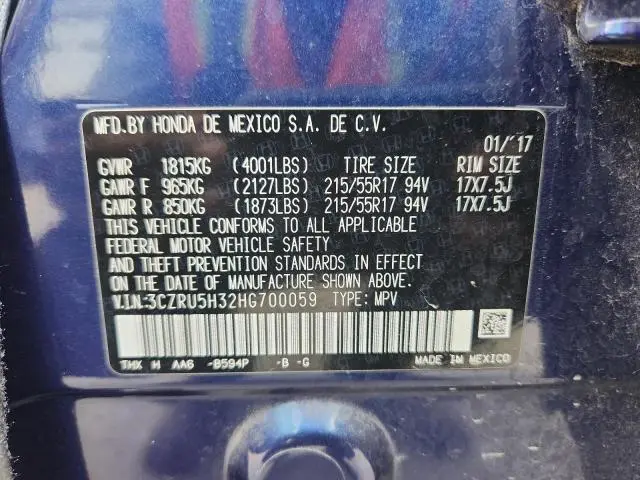 MFD.BY HONDA DE MEXICO S.A. DE C.V.
01/'17
GVWR 1815KG (4001LBS) TIRE SIZE RIM SIZE
GAWR F 965KG (2127LBS) 215/55R17 94V 17X7.5J
GAWR R 850KG (1873LBS) 215/55R17 94V 17X7.5J
THIS VEHICLE CONFORMS TO ALL APPLICABLE
FEDERAL MOTOR VEHICLE SAFETY
AND THEFT PREVENTION STANDARDS IN EFFECT
ON THE DATE OF MANUFACTURE SHOWN ABOVE.
V.I.N:3CZRU5H32HG700059 TYPE: MPV
THX H AA6 -B594P -B -G MADE IN MEXICO